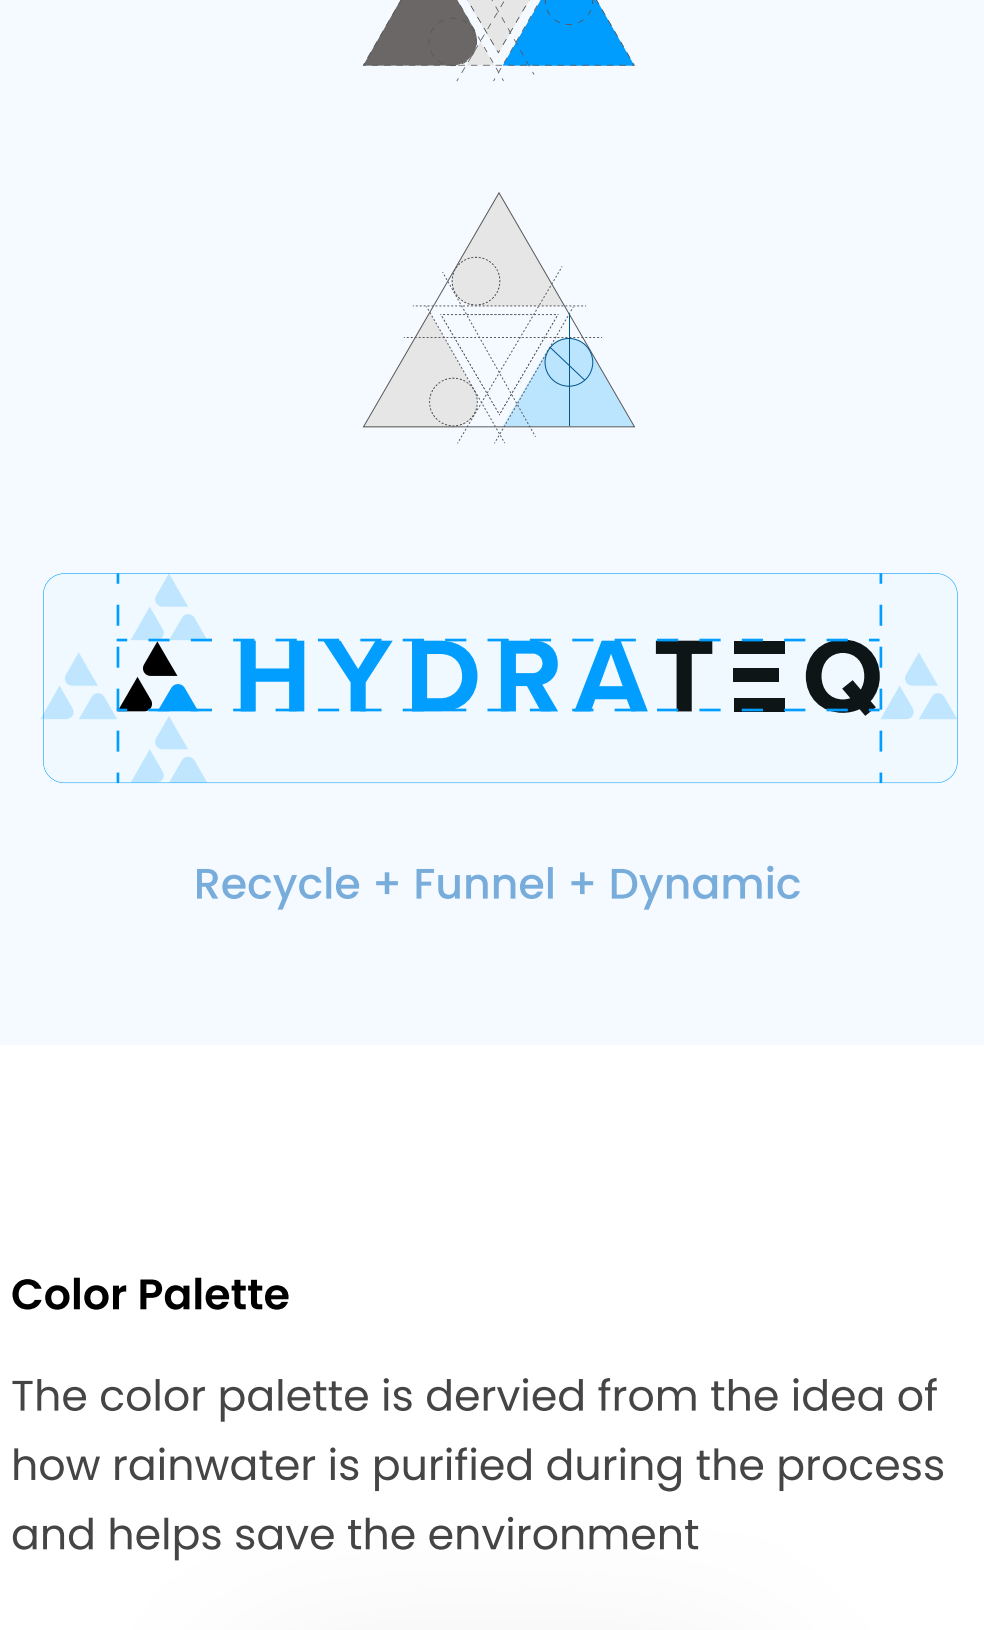 HYDRATEQ
Recycle + Funnel + Dynamic
Color Palette
The color palette is dervied from the idea of
how rainwater is purified during the process
and helps save the environment